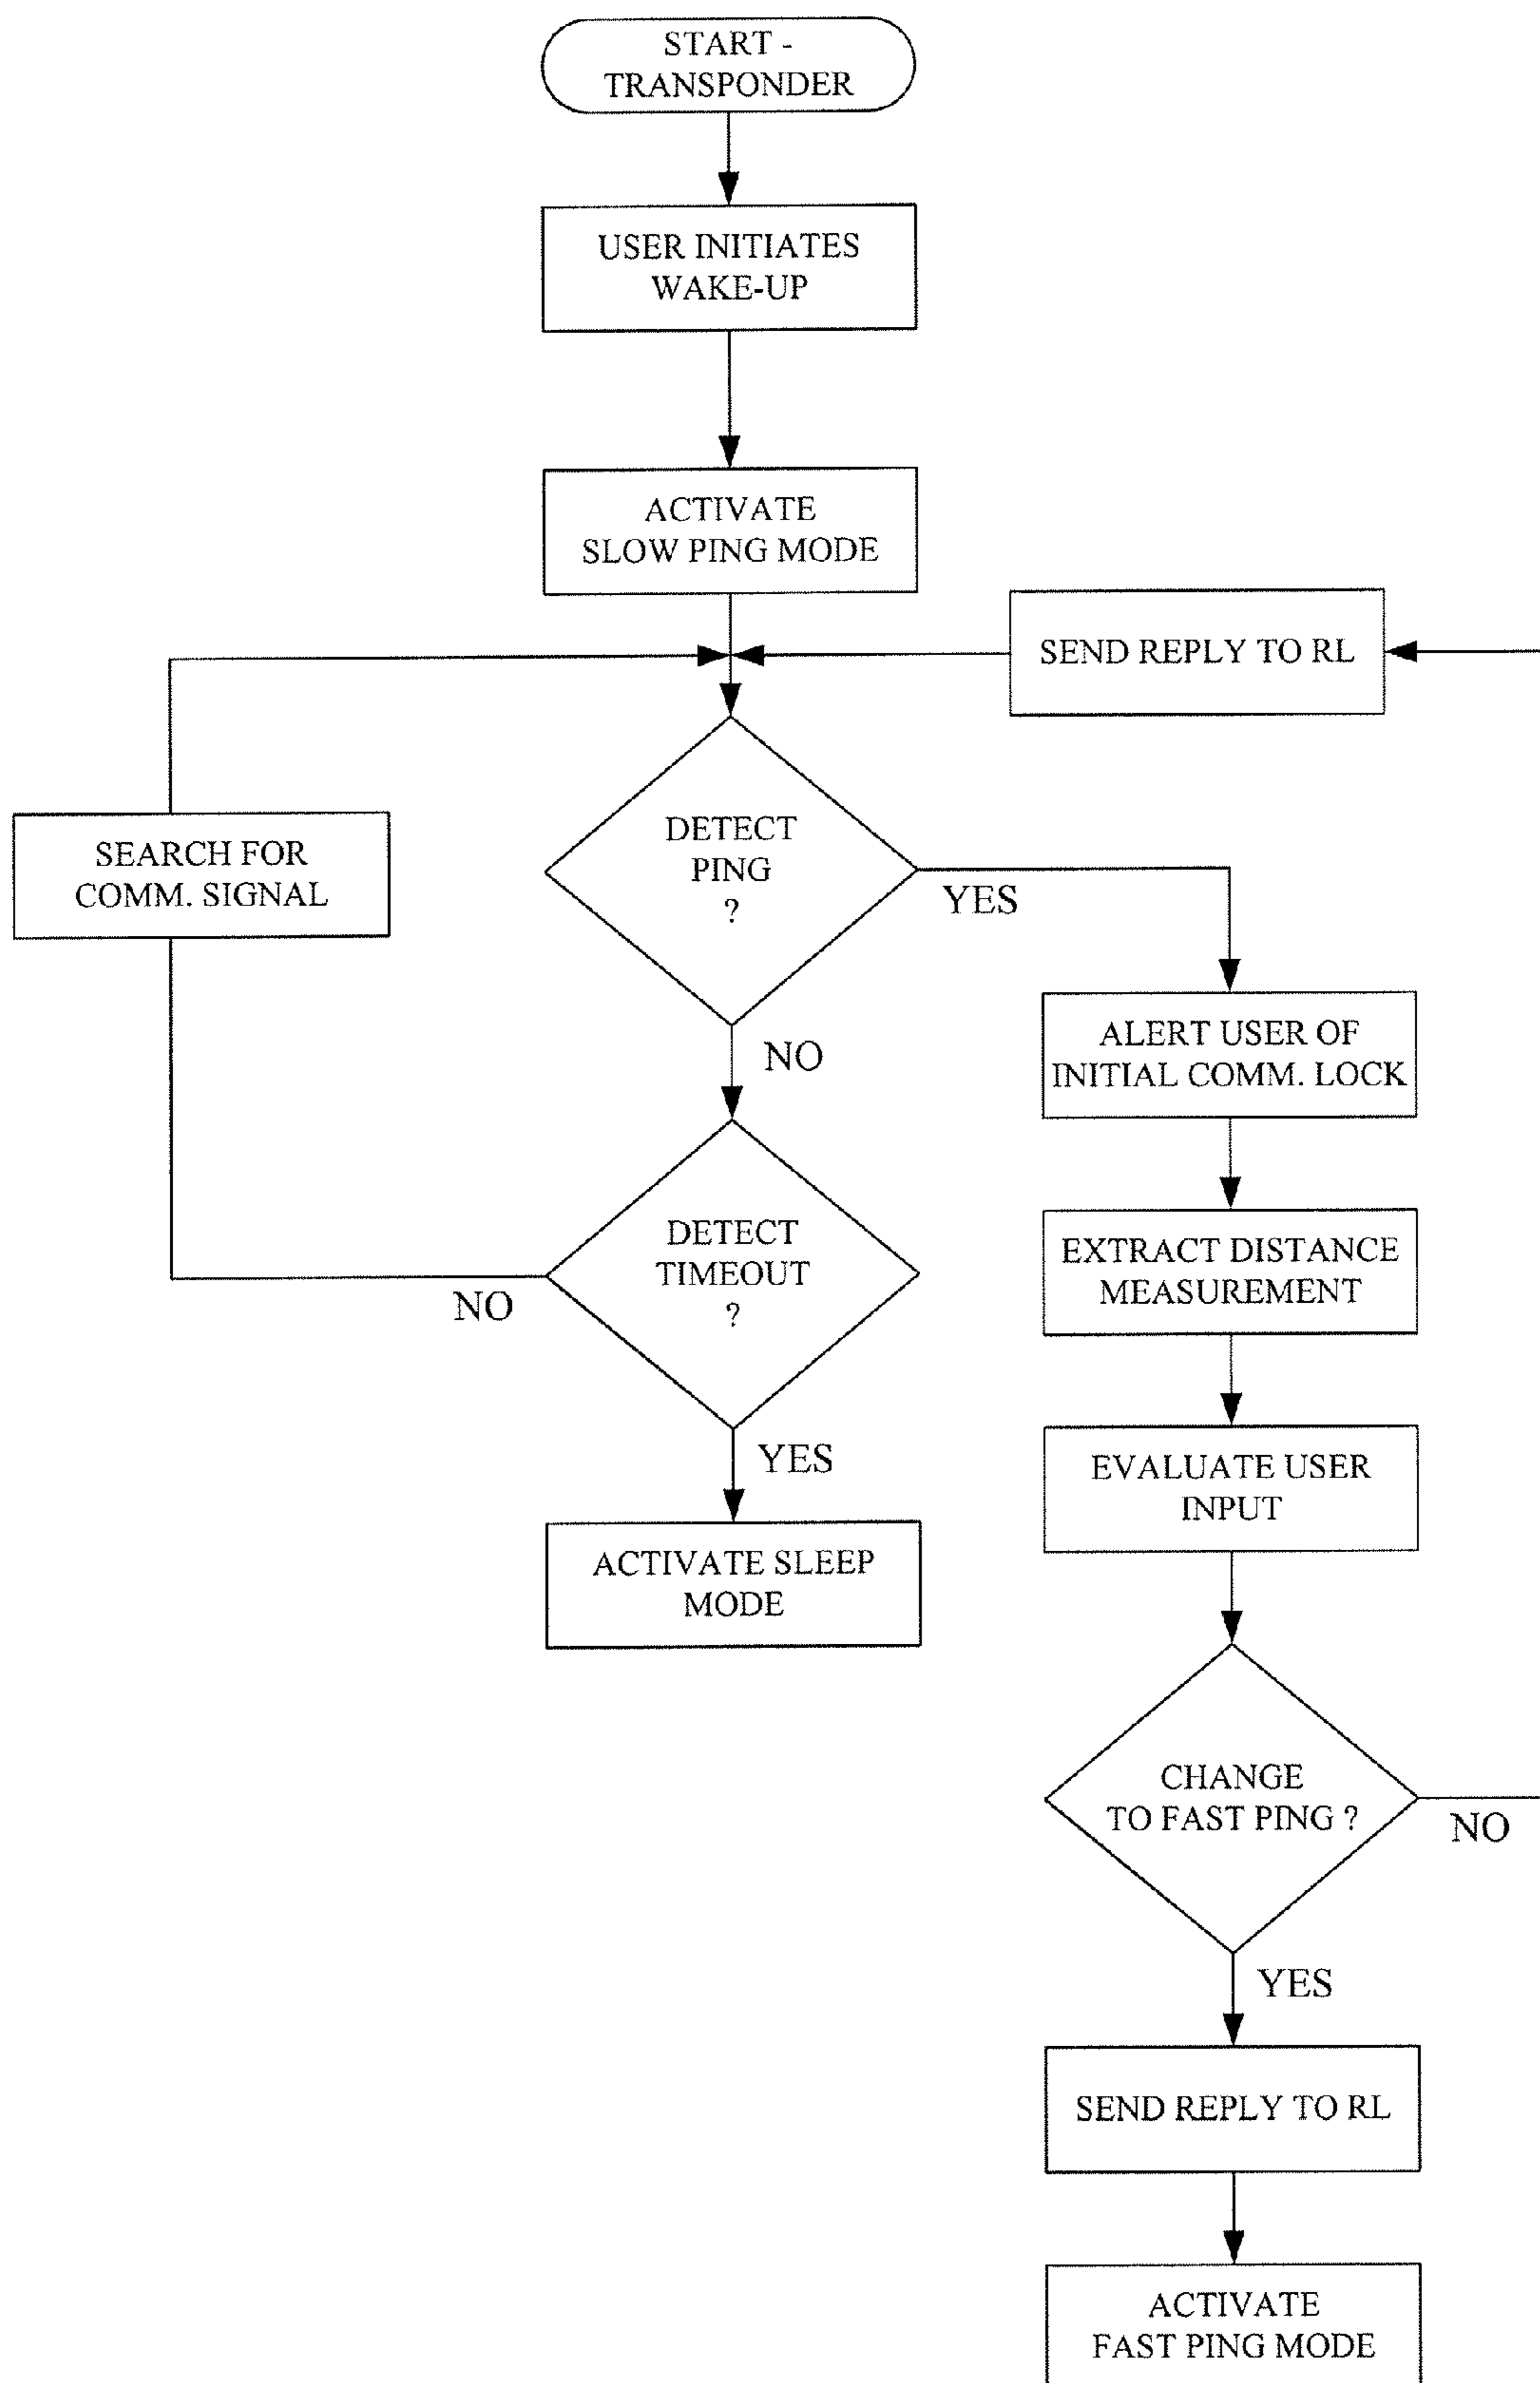 START -
TRANSPONDER
USER INITIATES
WAKE-UP
ACTIVATE
SLOW PING MODE
SEND REPLY TO RL
DETECT
PING
?
YES
NO
SEARCH FOR
COMM. SIGNAL
ALERT USER OF
INITIAL COMM. LOCK
DETECT
TIMEOUT
?
NO
YES
EXTRACT DISTANCE
MEASUREMENT
EVALUATE USER
INPUT
ACTIVATE SLEEP
MODE
CHANGE
TO FAST PING ?
NO
YES
SEND REPLY TO RL
ACTIVATE
FAST PING MODE